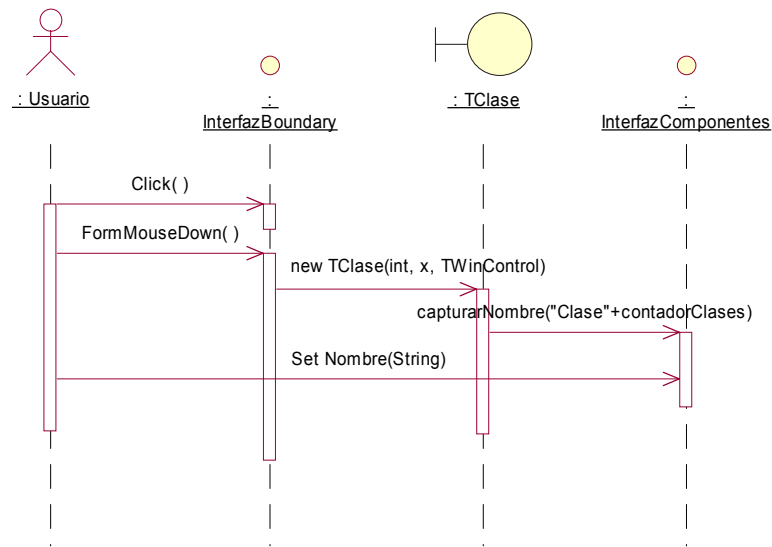 : Usuario
:
InterfazBoundary
: TClase
:
InterfazComponentes
Click( )
FormMouseDown( )
new TClase(int, x, TWinControl)
capturarNombre("Clase"+contadorClases)
Set Nombre(String)